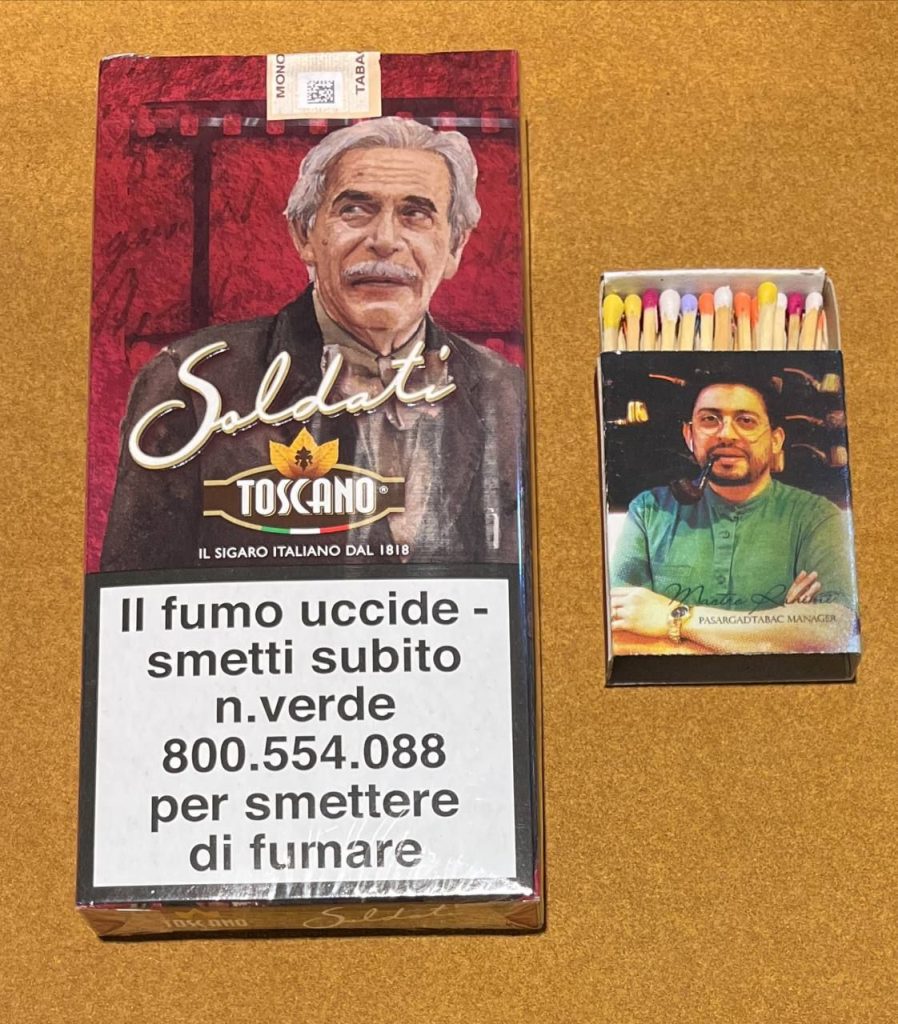 MONO
TABA
Soldati
TOSCANO®
IL SIGARO ITALIANO DAL 1818
Il fumo uccide -
smetti subito
n.verde
800.554.088
per smettere
di fumare
TOSCANO
Soldati
PASARGADTABAC MANAGER